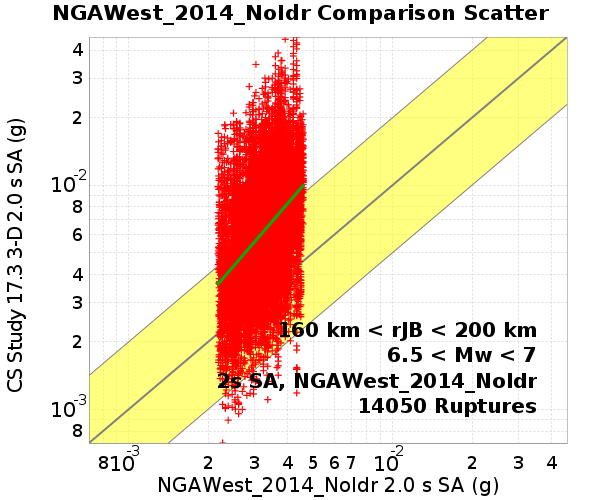 NGAWest_2014_NoIdr Comparison Scatter
CS Study 17.3 3-D 2.0 s SA (g)
4
3
2
10-2
8
6
4
3
2
10-3
8
160 km < rJB < 200 km
6.5 < Mw < 7
2s SA, NGAWest_2014_NoIdr
14050 Ruptures
8 10-3 2 3 4 5 6 7 10-2 2 3 4
NGAWest_2014_NoIdr 2.0 s SA (g)